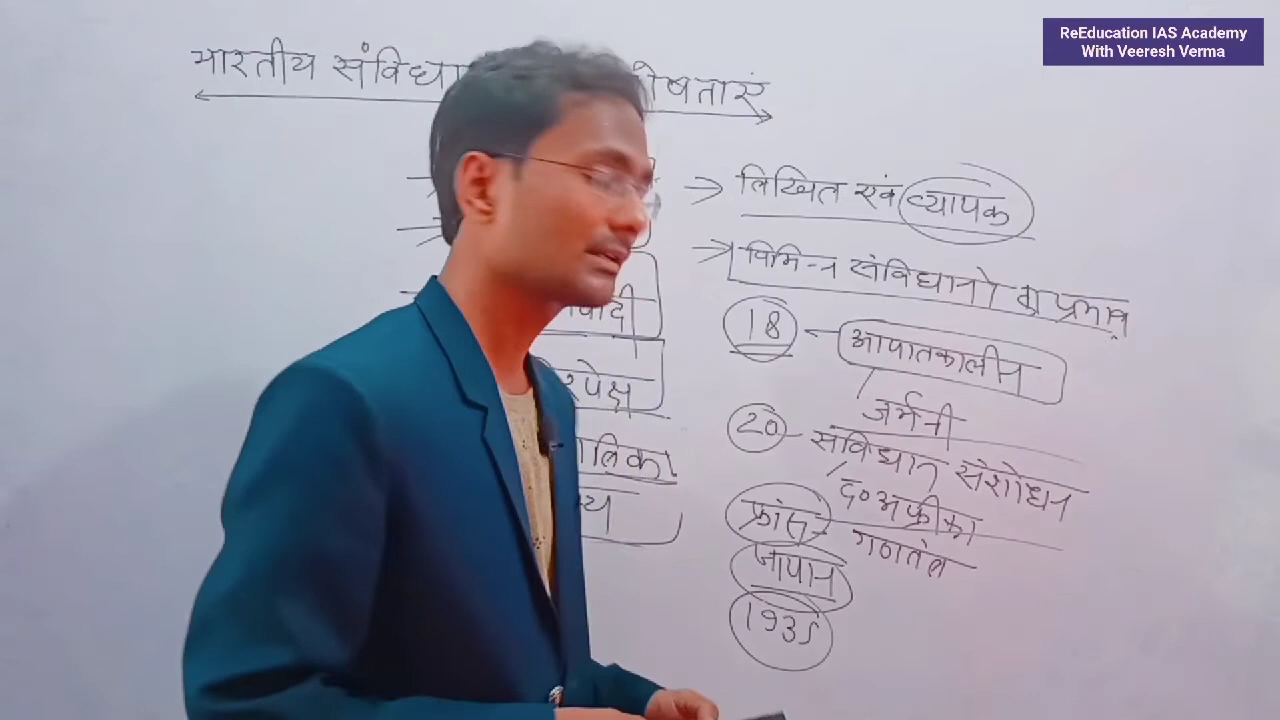 ReEducation IAS Academy
With Veeresh Verma
भारतीय संविधा षताएं
लिखित एवं व्यापक
विभिन्न संविधानो का प्रभाव
18 - आपातकालीन
जर्मनी
20 - संविधान संशोधन
द० अफ्रीका
फ्रांस - गणतंत्र
जापान
1935
वादी
रपेक्ष
पालिका